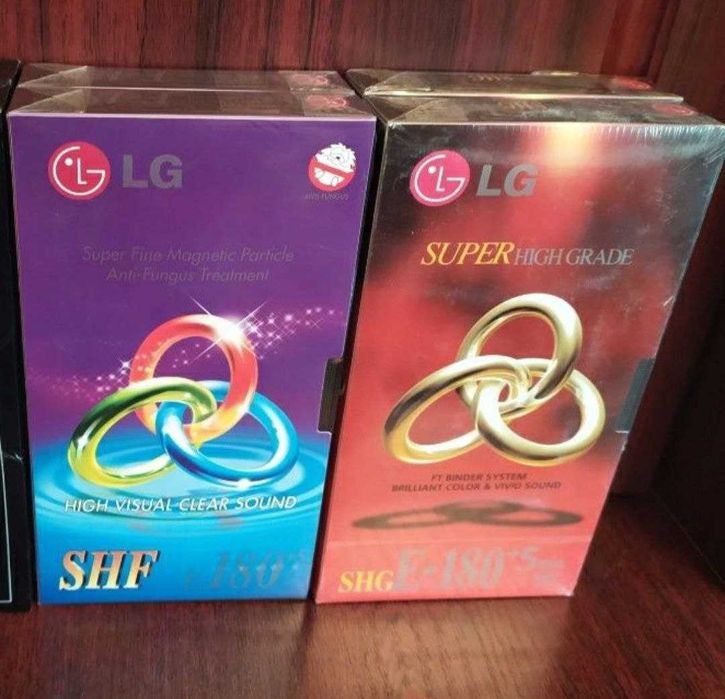 LG
ANTI-FUNGUS
Super Fine Magnetic Particle
Anti-Fungus Treatment
HIGH VISUAL CLEAR SOUND
SHF E-180+S
LG
SUPER HIGH GRADE
FT BINDER SYSTEM
BRILLIANT COLOR & VIVID SOUND
SHG E-180+5